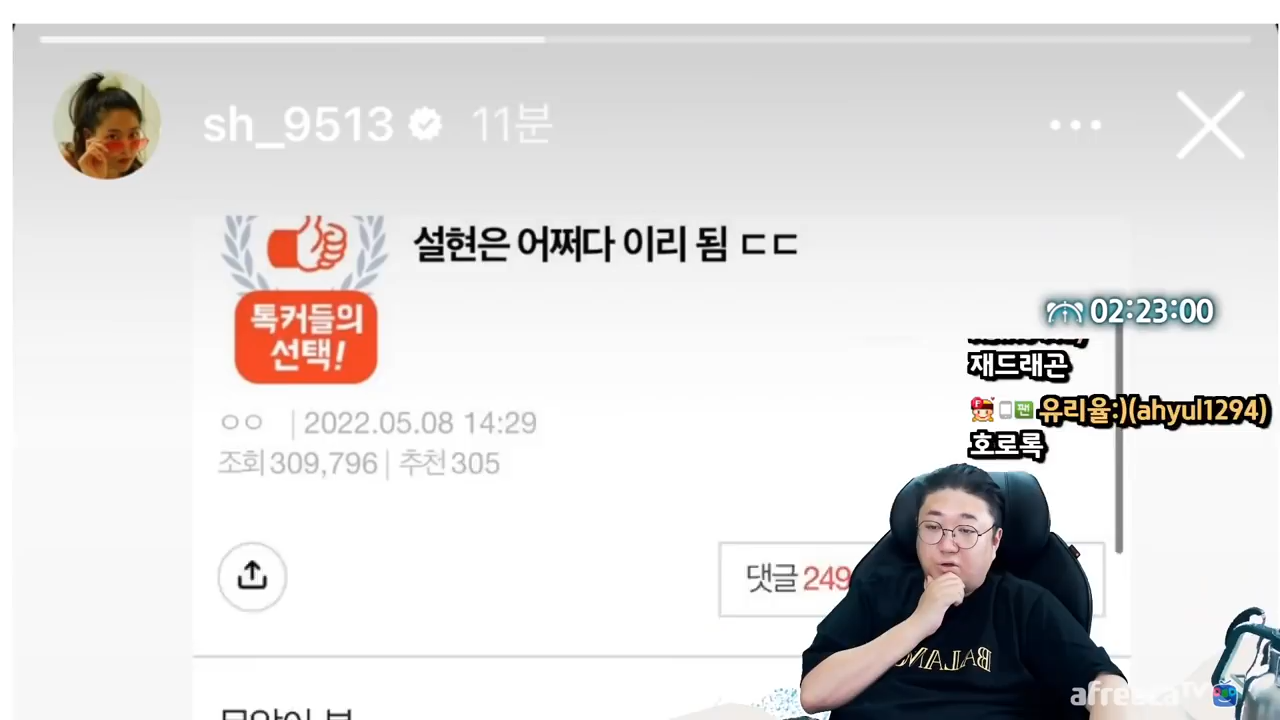 sh_9513 11분
설현은 어쩌다 이리 됨 ㄷㄷ
톡커들의
선택!
ㅇㅇ | 2022.05.08 14:29
조회 309,796 | 추천 305
댓글 249
02:23:00
재드래곤
F 팬 유리율:)(ahyul1294)
호로록
BALAN
afreecaTV